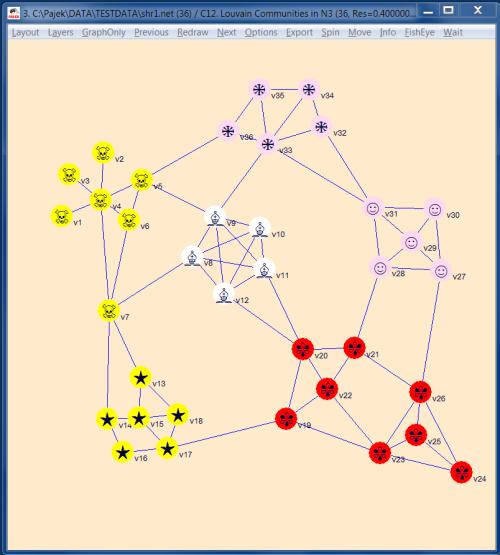 3. C:\Pajek\DATA\TESTDATA\shr1.net (36) / C12. Louvain Communities in N3 (36, Res=0.400000...
Layout Layers GraphOnly Previous Redraw Next Options Export Spin Move Info FishEye Wait
v35 v34
v36 v33 v32
v2
v3 v5
v4
v1 v6
v9 v31 v30
v10
v29
v8 v11 v28 v27
v12
v7
v20 v21
v13
v22 v26
v14 v15 v18 v19
v25
v16 v17 v23
v24